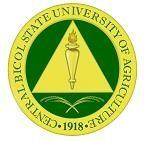 CENTRAL BICOL STATE UNIVERSITY OF AGRICULTURE
• 1918 •